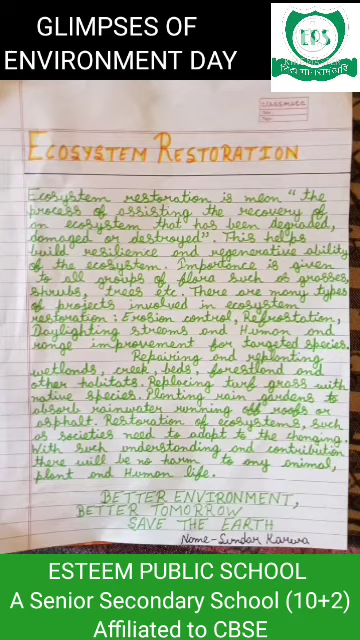 GLIMPSES OF
ENVIRONMENT DAY
EPS
classmate
Date
Page
ECOSYSTEM RESTORATION
Ecosystem restoration is mean "the
process of assisting the recovery of
an ecosystem that has been degraded,
damaged or destroyed". This helps
build resilience and regenerative ability
of the ecosystem. Importance is given
to all groups of flora such as grasses,
shrubs, trees etc. There are many types
of projects involved in ecosystem
restoration : Erosion control, Refrostation,
Daylighting streems and Human and
range improvement for targeted species.
Repairing and replanting
wetlonds, creek, beds, forestland and
other habitats. Replacing turf grass with
native species. Planting rain gardens to
absorb rainwater running off roofs or
asphalt. Restoration of ecosystems, such
as societies need to adapt to the changing.
With such understanding and contribution
there will be no harm to any animal,
plant and Human life.
BETTER ENVIRONMENT,
BETTER TOMORROW
SAVE THE EARTH
Name-Sundar Karwa
ESTEEM PUBLIC SCHOOL
A Senior Secondary School (10+2)
Affiliated to CBSE